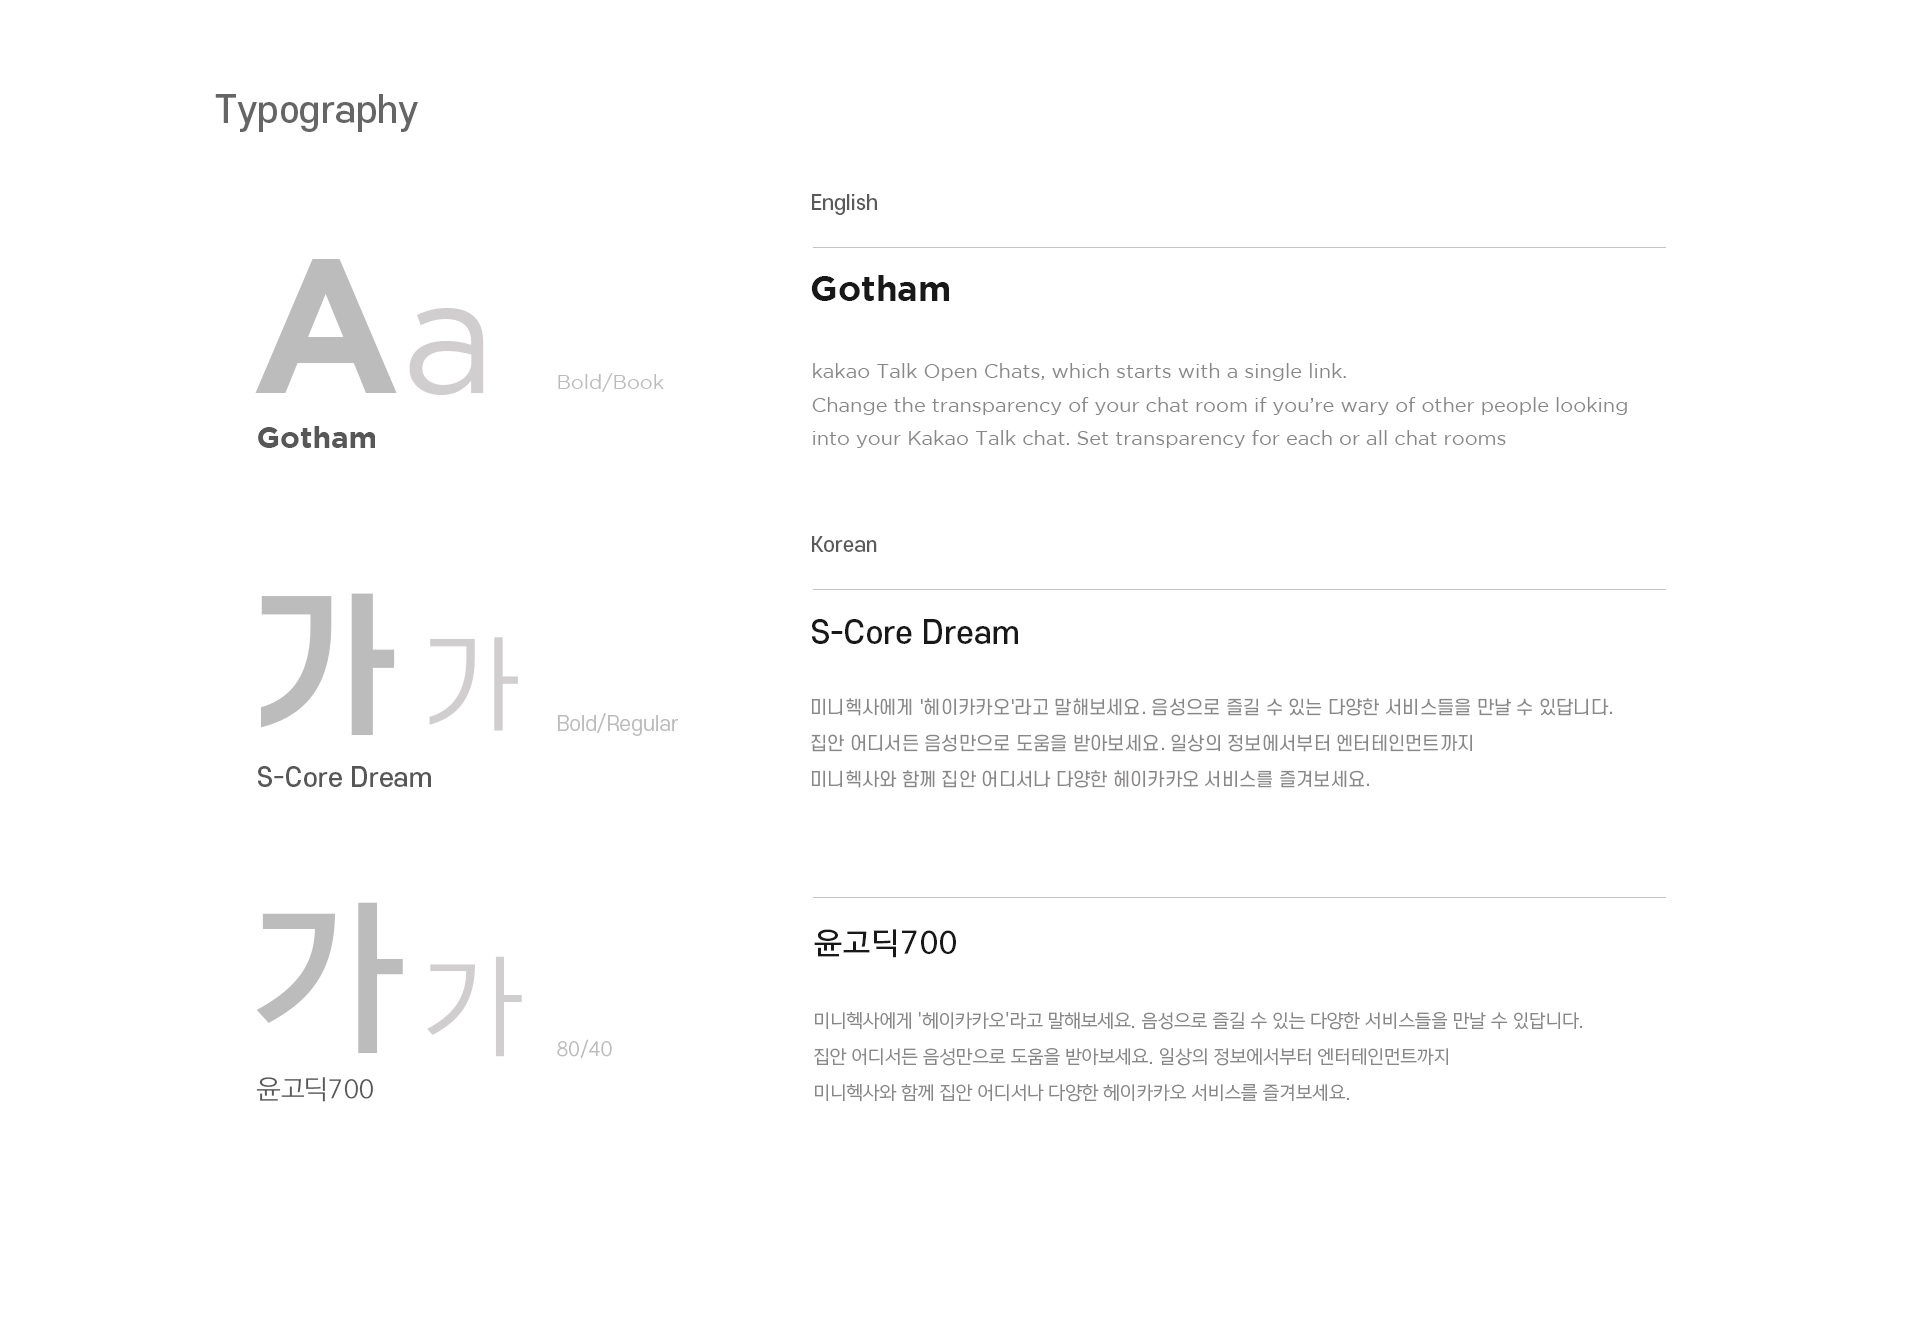 Typography
English
Aa
Bold/Book
Gotham
Gotham
kakao Talk Open Chats, which starts with a single link.
Change the transparency of your chat room if you’re wary of other people looking
into your Kakao Talk chat. Set transparency for each or all chat rooms
Korean
가 가
Bold/Regular
S-Core Dream
S-Core Dream
미니헥사에게 '헤이카카오'라고 말해보세요. 음성으로 즐길 수 있는 다양한 서비스들을 만날 수 있답니다.
집안 어디서든 음성만으로 도움을 받아보세요. 일상의 정보에서부터 엔터테인먼트까지
미니헥사와 함께 집안 어디서나 다양한 헤이카카오 서비스를 즐겨보세요.
가 가
80/40
윤고딕700
윤고딕700
미니헥사에게 '헤이카카오'라고 말해보세요. 음성으로 즐길 수 있는 다양한 서비스들을 만날 수 있답니다.
집안 어디서든 음성만으로 도움을 받아보세요. 일상의 정보에서부터 엔터테인먼트까지
미니헥사와 함께 집안 어디서나 다양한 헤이카카오 서비스를 즐겨보세요.